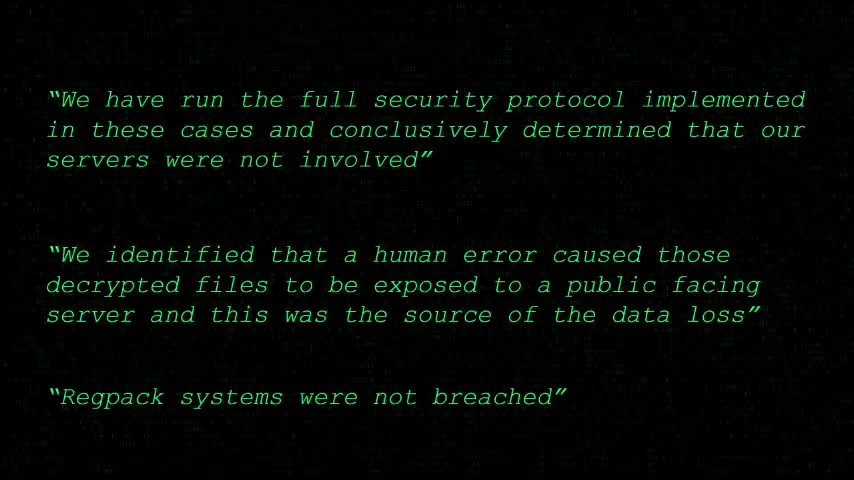 “We have run the full security protocol implemented
in these cases and conclusively determined that our
servers were not involved”
“We identified that a human error caused those
decrypted files to be exposed to a public facing
server and this was the source of the data loss”
“Regpack systems were not breached”